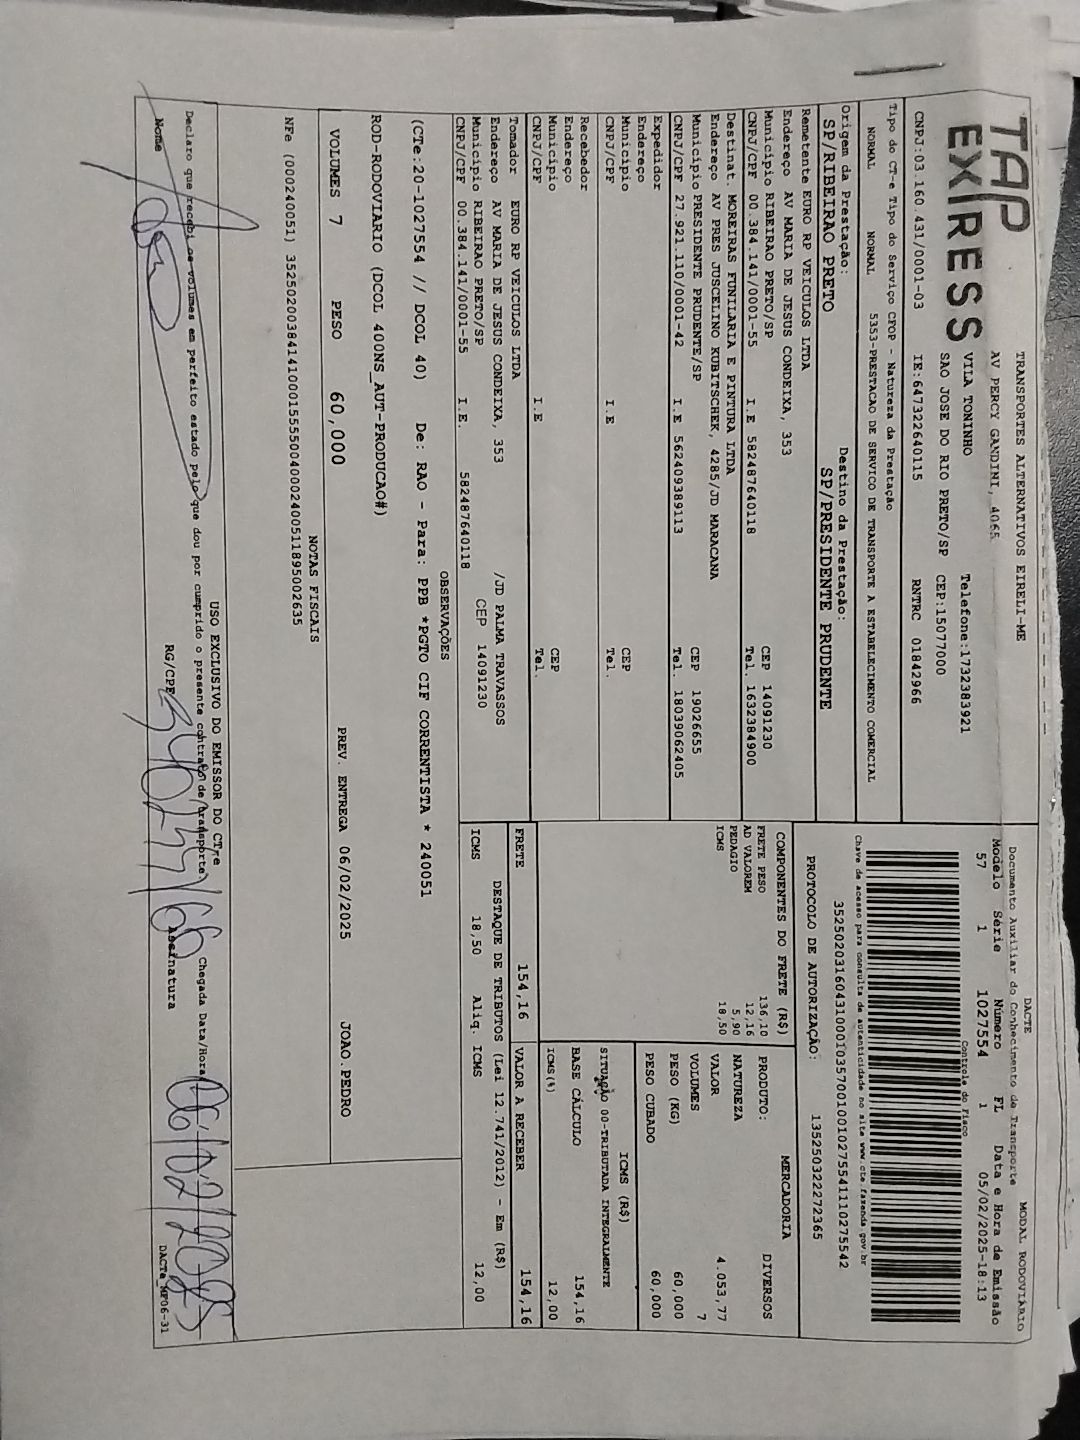 TAP
EXPRESS
TRANSPORTES ALTERNATIVOS EIRELI-ME
AV PERCY GANDINI, 4065
VILA TONINHO Telefone:1732383921
SAO JOSE DO RIO PRETO/SP CEP:15077000
CNPJ:03.160.431/0001-03 IE:647322640115 RNTRC 01842966
Tipo do CT-e Tipo do Serviço CFOP - Natureza da Prestação
NORMAL NORMAL 5353-PRESTACAO DE SERVICO DE TRANSPORTE A ESTABELECIMENTO COMERCIAL
Origem da Prestação: Destino da Prestação:
SP/RIBEIRAO PRETO SP/PRESIDENTE PRUDENTE
Remetente EURO RP VEICULOS LTDA
Endereço AV MARIA DE JESUS CONDEIXA, 353
Município RIBEIRAO PRETO/SP CEP 14091230
CNPJ/CPF 00.384.141/0001-55 I.E 582487640118 Tel. 1632384900
Destinat. MOREIRAS FUNILARIA E PINTURA LTDA
Endereço AV PRES JUSCELINO KUBITSCHEK, 4285/JD MARACANA
Município PRESIDENTE PRUDENTE/SP CEP 19026655
CNPJ/CPF 27.921.110/0001-42 I.E 562409389113 Tel. 18039062405
Expedidor
Endereço
Município CEP
CNPJ/CPF I.E Tel.
Recebedor
Endereço
Município CEP
CNPJ/CPF I.E Tel.
Tomador EURO RP VEICULOS LTDA
Endereço AV MARIA DE JESUS CONDEIXA, 353 /JD PALMA TRAVASSOS
Município RIBEIRAO PRETO/SP CEP 14091230
CNPJ/CPF 00.384.141/0001-55 I.E. 582487640118
DACTE MODAL RODOVIÁRIO
Documento Auxiliar do Conhecimento de Transporte
Modelo Série Número FL Data e Hora de Emissão
57 1 1027554 1 05/02/2025-18:13
Controle do Fisco
Chave de acesso para consulta de autenticidade no site www.cte.fazenda.gov.br
35250203160431000103570010010275541110275542
PROTOCOLO DE AUTORIZAÇÃO: 135250322272365
COMPONENTES DO FRETE (R$)
FRETE PESO 136,10
AD VALOREM 12,16
PEDAGIO 5,90
ICMS 18,50
MERCADORIA
PRODUTO: DIVERSOS
NATUREZA
VALOR 4.053,77
VOLUMES 7
PESO (KG) 60,000
PESO CUBADO 60,000
ICMS (R$)
SITUAÇÃO 00-TRIBUTADA INTEGRALMENTE
BASE CÁLCULO 154,16
ICMS(%) 12,00
FRETE 154,16 VALOR A RECEBER 154,16
DESTAQUE DE TRIBUTOS (Lei 12.741/2012) - Em (R$)
ICMS 18,50 Aliq. ICMS 12,00
OBSERVAÇÕES
(CTe:20-1027554 // DCOL 40) De: RAO - Para: PPB *PGTO CIF CORRENTISTA * 240051
ROD-RODOVIARIO (DCOL 400NS_AUT-PRODUCAO#)
VOLUMES 7 PESO 60,000 PREV. ENTREGA 06/02/2025 JOAO.PEDRO
NOTAS FISCAIS
NFe (000240051) 35250200384141000155550040002400511895002635
USO EXCLUSIVO DO EMISSOR DO CT-e
Declaro que recebi os volumes em perfeito estado pelo que dou por cumprido o presente contrato de transporte Chegada Data/Hora 06/02/2025
Nome RG/CPF Assinatura
DACTe_MF06-31